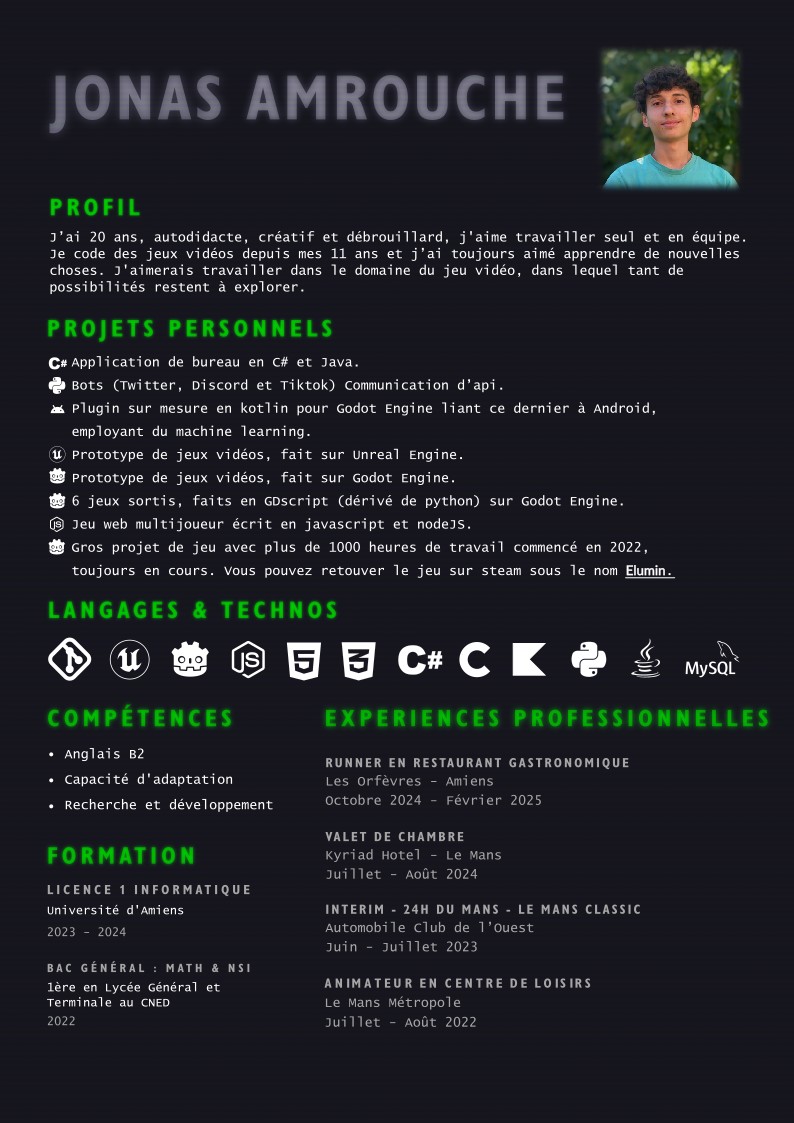 JONAS AMROUCHE
PROFIL
J'ai 20 ans, autodidacte, créatif et débrouillard, j'aime travailler seul et en équipe.
Je code des jeux vidéos depuis mes 11 ans et j'ai toujours aimé apprendre de nouvelles
choses. J'aimerais travailler dans le domaine du jeu vidéo, dans lequel tant de
possibilités restent à explorer.
PROJETS PERSONNELS
C# Application de bureau en C# et Java.
Bots (Twitter, Discord et Tiktok) Communication d'api.
Plugin sur mesure en kotlin pour Godot Engine liant ce dernier à Android,
employant du machine learning.
Prototype de jeux vidéos, fait sur Unreal Engine.
Prototype de jeux vidéos, fait sur Godot Engine.
6 jeux sortis, faits en GDscript (dérivé de python) sur Godot Engine.
JS Jeu web multijoueur écrit en javascript et nodeJS.
Gros projet de jeu avec plus de 1000 heures de travail commencé en 2022,
toujours en cours. Vous pouvez retouver le jeu sur steam sous le nom Elumin.
LANGAGES & TECHNOS
U JS 5 3 C# C MySQL
COMPÉTENCES
• Anglais B2
• Capacité d'adaptation
• Recherche et développement
FORMATION
LICENCE 1 INFORMATIQUE
Université d'Amiens
2023 - 2024
BAC GÉNÉRAL : MATH & NSI
1ère en Lycée Général et
Terminale au CNED
2022
EXPERIENCES PROFESSIONNELLES
RUNNER EN RESTAURANT GASTRONOMIQUE
Les Orfèvres - Amiens
Octobre 2024 - Février 2025
VALET DE CHAMBRE
Kyriad Hotel - Le Mans
Juillet - Août 2024
INTERIM - 24H DU MANS - LE MANS CLASSIC
Automobile Club de l'Ouest
Juin - Juillet 2023
ANIMATEUR EN CENTRE DE LOISIRS
Le Mans Métropole
Juillet - Août 2022